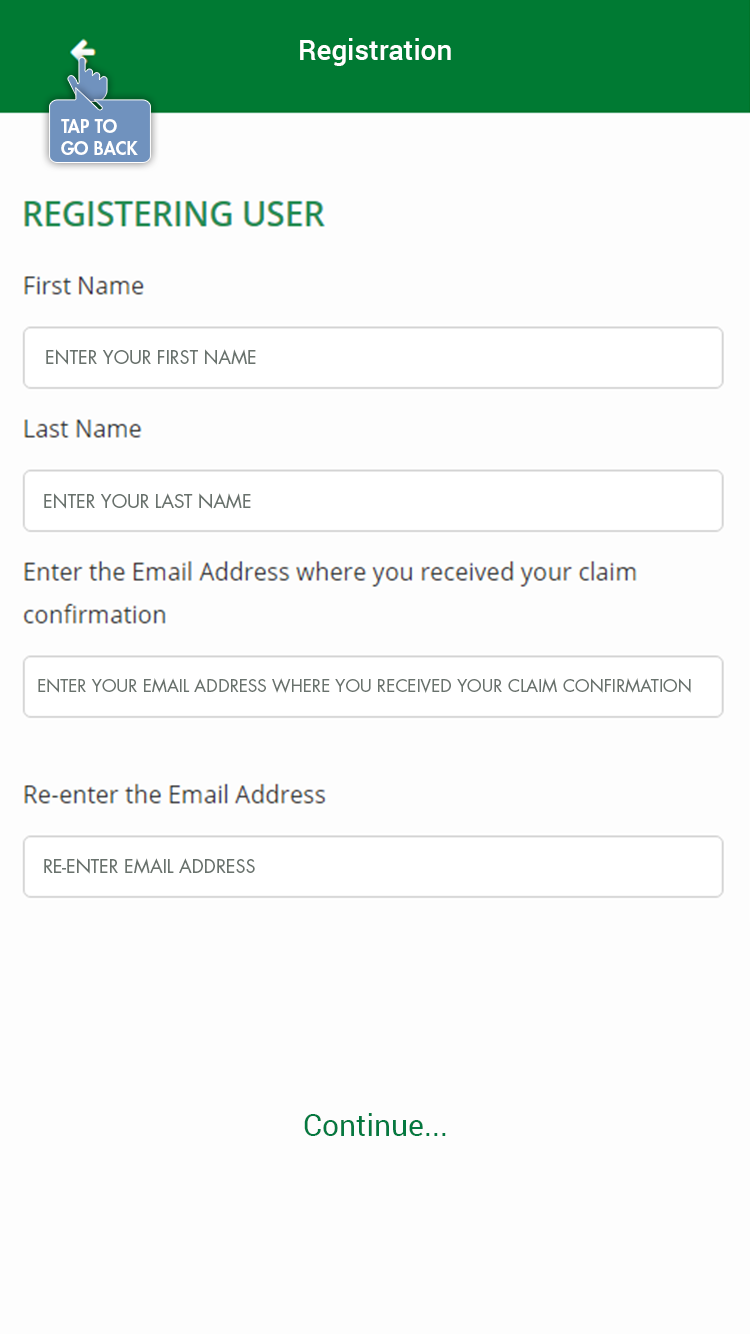 Registration
TAP TO
GO BACK
REGISTERING USER
First Name
ENTER YOUR FIRST NAME
Last Name
ENTER YOUR LAST NAME
Enter the Email Address where you received your claim
confirmation
ENTER YOUR EMAIL ADDRESS WHERE YOU RECEIVED YOUR CLAIM CONFIRMATION
Re-enter the Email Address
RE-ENTER EMAIL ADDRESS
Continue...